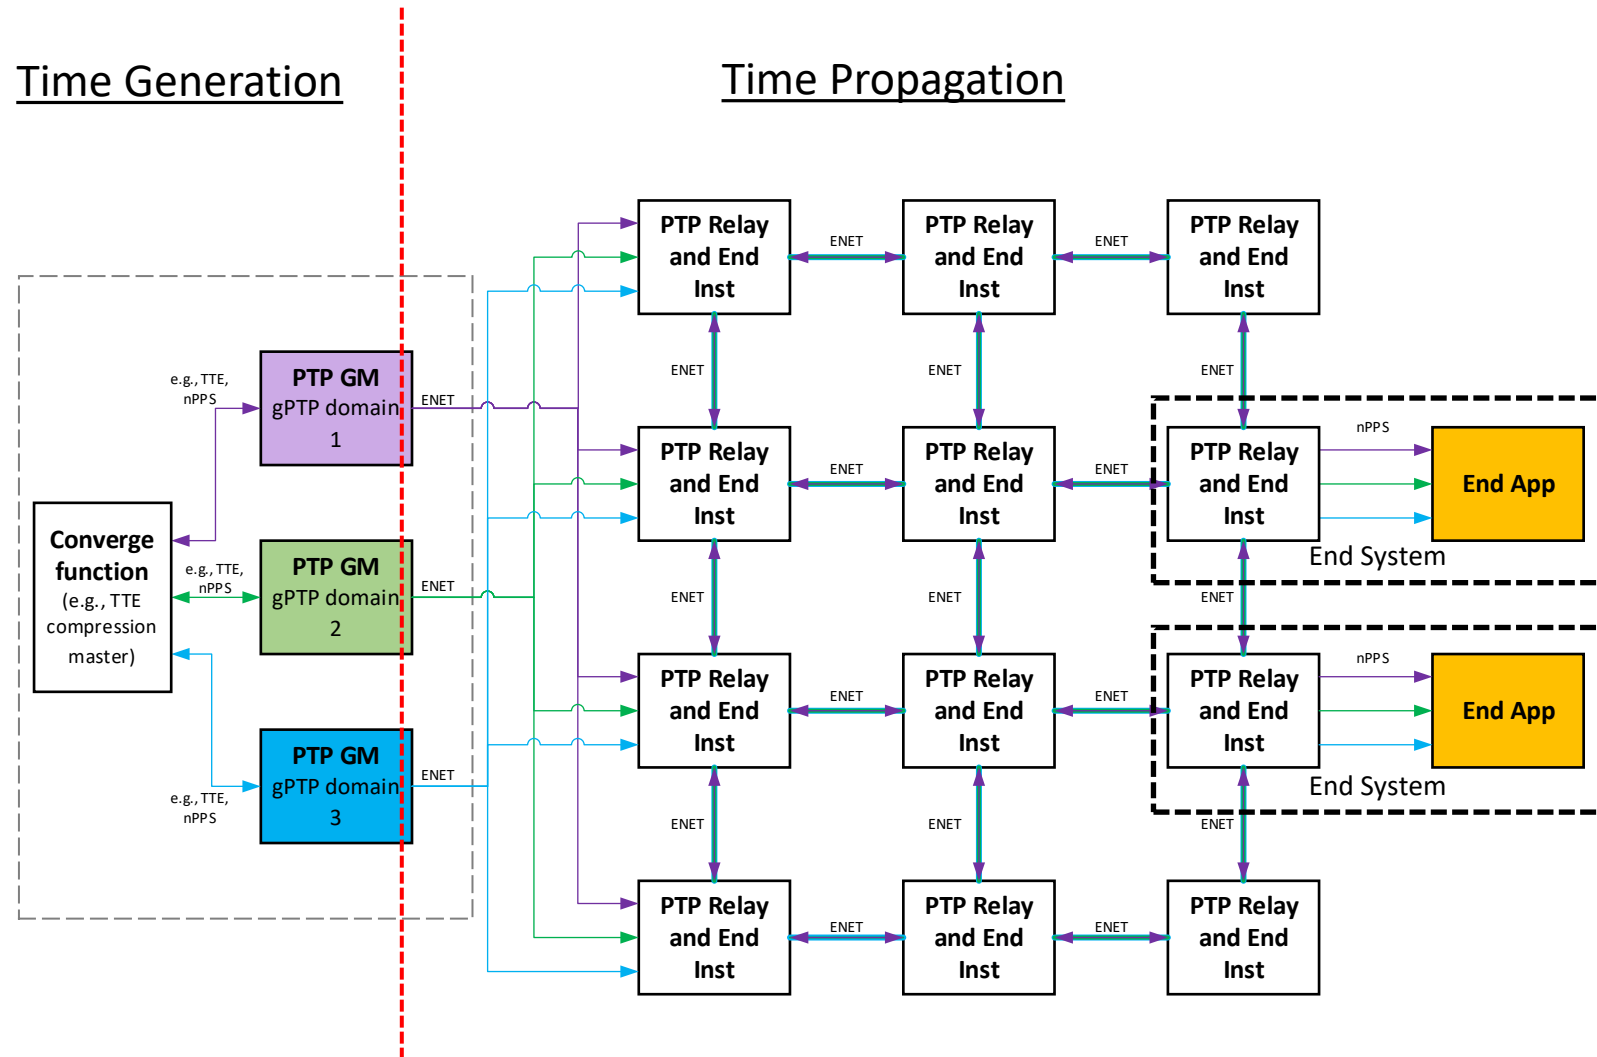 Time Generation
Time Propagation
PTP Relay
and End
Inst
ENET
PTP Relay
and End
Inst
ENET
PTP Relay
and End
Inst
ENET
ENET
ENET
e.g., TTE,
nPPS
PTP GM
gPTP domain
1
ENET
PTP Relay
and End
Inst
ENET
PTP Relay
and End
Inst
ENET
PTP Relay
and End
Inst
nPPS
End App
End System
Converge
function
(e.g., TTE
compression
master)
e.g., TTE,
nPPS
PTP GM
gPTP domain
2
ENET
ENET
ENET
ENET
PTP Relay
and End
Inst
ENET
PTP Relay
and End
Inst
ENET
PTP Relay
and End
Inst
nPPS
End App
End System
e.g., TTE,
nPPS
PTP GM
gPTP domain
3
ENET
ENET
ENET
ENET
PTP Relay
and End
Inst
ENET
PTP Relay
and End
Inst
ENET
PTP Relay
and End
Inst